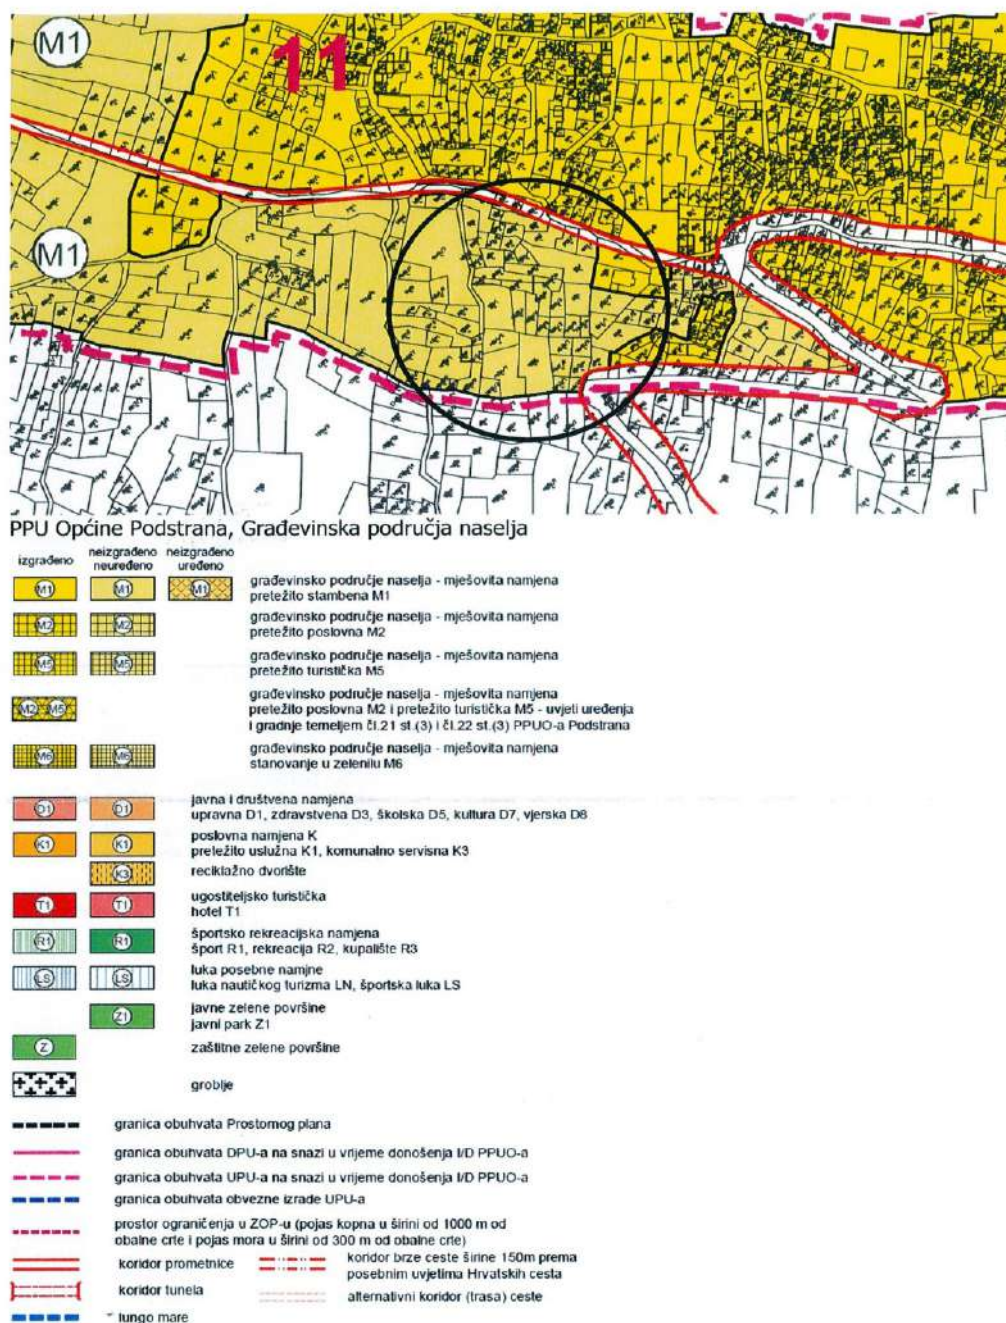 M1
11
M1
PPU Općine Podstrana, Građevinska područja naselja
izgrađeno
neizgrađeno
neuređeno
neizgrađeno
uređeno
M1 M1 M1
građevinsko područje naselja - mješovita namjena
pretežito stambena M1
M2 M2
građevinsko područje naselja - mješovita namjena
pretežito poslovna M2
M5 M5
građevinsko područje naselja - mješovita namjena
pretežito turistička M5
M2 M5
građevinsko područje naselja - mješovita namjena
pretežito poslovna M2 i pretežito turistička M5 - uvjeti uređenja
i gradnje temeljem čl.21 st.(3) i čl.22 st.(3) PPUO-a Podstrana
M6 M6
građevinsko područje naselja - mješovita namjena
stanovanje u zelenilu M6
D1 D1
javna i društvena namjena
upravna D1, zdravstvena D3, školska D5, kultura D7, vjerska D8
K1 K1
poslovna namjena K
pretežito uslužna K1, komunalno servisna K3
K3
reciklažno dvorište
T1 T1
ugostiteljsko turistička
hotel T1
R1 R1
športsko rekreacijska namjena
šport R1, rekreacija R2, kupalište R3
LS LS
luka posebne namjne
luka nautičkog turizma LN, športska luka LS
Z1
javne zelene površine
javni park Z1
Z
zaštitne zelene površine
groblje
granica obuhvata Prostornog plana
granica obuhvata DPU-a na snazi u vrijeme donošenja I/D PPUO-a
granica obuhvata UPU-a na snazi u vrijeme donošenja I/D PPUO-a
granica obuhvata obvezne izrade UPU-a
prostor ograničenja u ZOP-u (pojas kopna u širini od 1000 m od
obalne crte i pojas mora u širini od 300 m od obalne crte)
koridor prometnice
koridor brze ceste širine 150m prema
posebnim uvjetima Hrvatskih cesta
koridor tunela
alternativni koridor (trasa) ceste
lungo mare